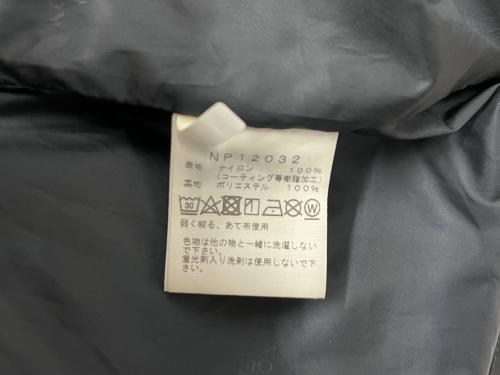 NP12032
表地 ナイロン 100%
(コーティング等樹脂加工)
裏地 ポリエステル 100%
30 W
弱く絞る、あて布使用
色物は他の物と一緒に洗濯しない
で下さい。
蛍光剤入り洗剤は使用しないで下
さい。